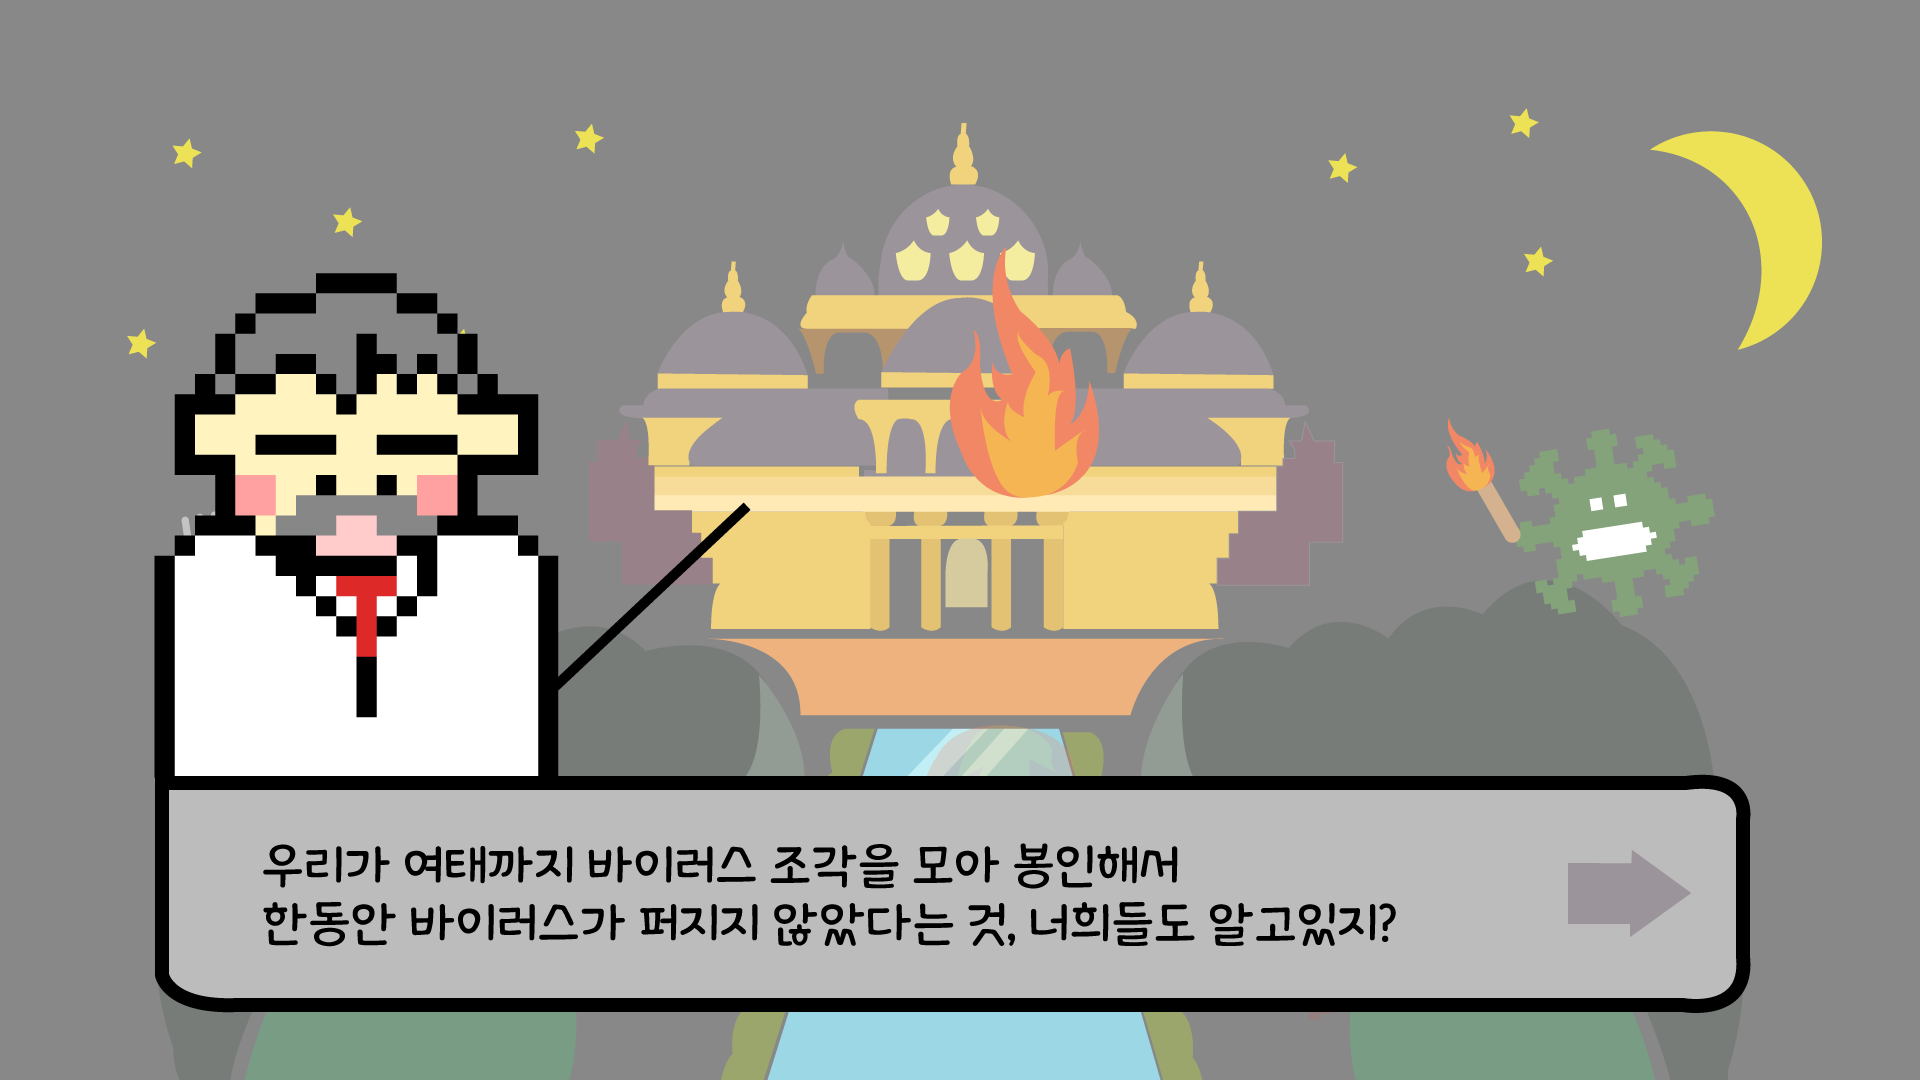 우리가 여태까지 바이러스 조각을 모아 봉인해서
한동안 바이러스가 퍼지지 않았다는 것, 너희들도 알고있지?